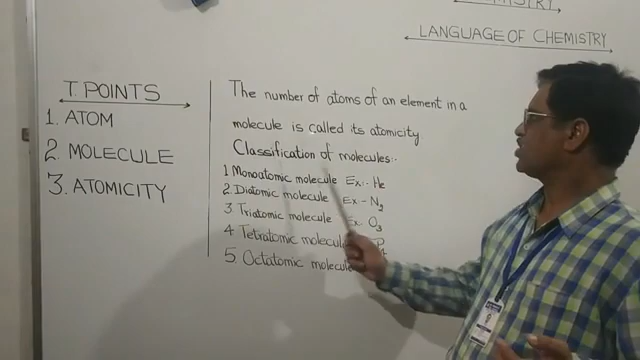 LANGUAGE OF CHEMISTRY
T. POINTS
1. ATOM
2. MOLECULE
3. ATOMICITY
The number of atoms of an element in a
molecule is called its atomicity
Classification of molecules:-
1 Monoatomic molecule Ex:- He
2. Diatomic molecule Ex - N2
3. Triatomic molecule Ex O3
4 Tetratomic molecule P
5. Octatomic molecule